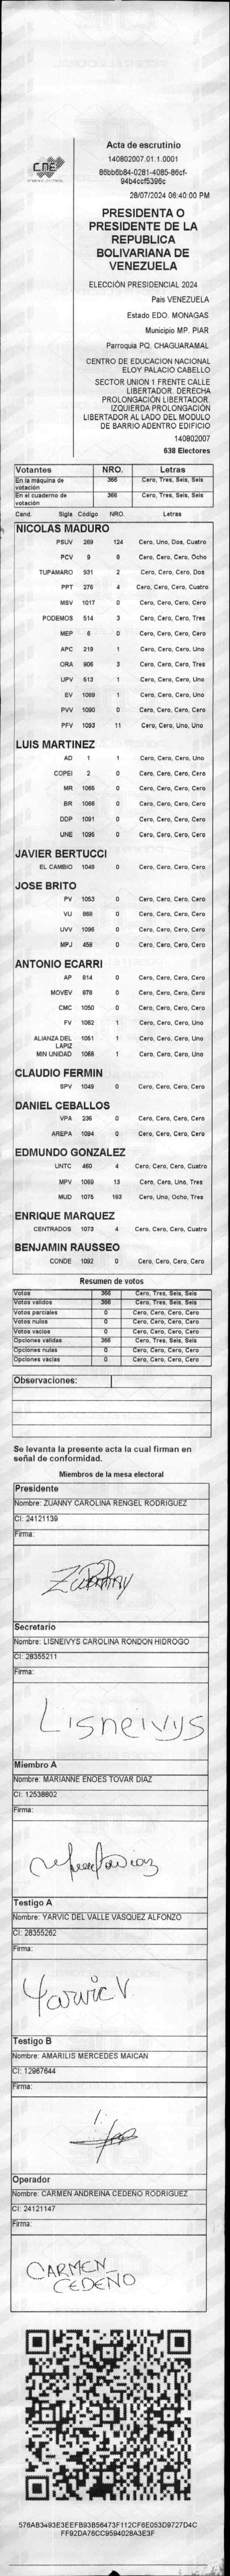 CNE
Acta de escrutinio
140802007.01.1.0001
86bb6b84-0281-4085-86cf-
94b4ccf5396c
28/07/2024 06:40:00 PM
PRESIDENTA O
PRESIDENTE DE LA
REPUBLICA
BOLIVARIANA DE
VENEZUELA
ELECCIÓN PRESIDENCIAL 2024
Pais VENEZUELA
Estado EDO. MONAGAS
Municipio MP. PIAR
Parroquia PQ. CHAGUARAMAL
CENTRO DE EDUCACION NACIONAL
ELOY PALACIO CABELLO
SECTOR UNION 1 FRENTE CALLE
LIBERTADOR. DERECHA
PROLONGACIÓN LIBERTADOR.
IZQUIERDA PROLONGACIÓN
LIBERTADOR AL LADO DEL MODULO
DE BARRIO ADENTRO EDIFICIO
140802007
638 Electores
Votantes NRO. Letras
En la máquina de votación 366 Cero, Tres, Seis, Seis
En el cuaderno de votación 366 Cero, Tres, Seis, Seis
Cand. Sigla Código NRO. Letras
NICOLAS MADURO
PSUV 269 124 Cero, Uno, Dos, Cuatro
PCV 9 8 Cero, Cero, Cero, Ocho
TUPAMARO 931 2 Cero, Cero, Cero, Dos
PPT 276 4 Cero, Cero, Cero, Cuatro
MSV 1017 0 Cero, Cero, Cero, Cero
PODEMOS 514 3 Cero, Cero, Cero, Tres
MEP 6 0 Cero, Cero, Cero, Cero
APC 219 1 Cero, Cero, Cero, Uno
ORA 906 3 Cero, Cero, Cero, Tres
UPV 513 1 Cero, Cero, Cero, Uno
EV 1089 1 Cero, Cero, Cero, Uno
PVV 1090 0 Cero, Cero, Cero, Cero
PFV 1093 11 Cero, Cero, Uno, Uno
LUIS MARTINEZ
AD 1 1 Cero, Cero, Cero, Uno
COPEI 2 0 Cero, Cero, Cero, Cero
MR 1065 0 Cero, Cero, Cero, Cero
BR 1066 0 Cero, Cero, Cero, Cero
DDP 1091 0 Cero, Cero, Cero, Cero
UNE 1095 0 Cero, Cero, Cero, Cero
JAVIER BERTUCCI
EL CAMBIO 1048 0 Cero, Cero, Cero, Cero
JOSE BRITO
PV 1053 0 Cero, Cero, Cero, Cero
VU 869 0 Cero, Cero, Cero, Cero
UVV 1096 0 Cero, Cero, Cero, Cero
MPJ 458 0 Cero, Cero, Cero, Cero
ANTONIO ECARRI
AP 814 0 Cero, Cero, Cero, Cero
MOVEV 878 0 Cero, Cero, Cero, Cero
CMC 1050 0 Cero, Cero, Cero, Cero
FV 1062 1 Cero, Cero, Cero, Uno
ALIANZA DEL LAPIZ 1051 1 Cero, Cero, Cero, Uno
MIN UNIDAD 1068 1 Cero, Cero, Cero, Uno
CLAUDIO FERMIN
SPV 1049 0 Cero, Cero, Cero, Cero
DANIEL CEBALLOS
VPA 236 0 Cero, Cero, Cero, Cero
AREPA 1094 0 Cero, Cero, Cero, Cero
EDMUNDO GONZALEZ
UNTC 460 4 Cero, Cero, Cero, Cuatro
MPV 1069 13 Cero, Cero, Uno, Tres
MUD 1075 183 Cero, Uno, Ocho, Tres
ENRIQUE MARQUEZ
CENTRADOS 1073 4 Cero, Cero, Cero, Cuatro
BENJAMIN RAUSSEO
CONDE 1092 0 Cero, Cero, Cero, Cero
Resumen de votos
Votos 366 Cero, Tres, Seis, Seis
Votos validos 366 Cero, Tres, Seis, Seis
Votos parciales 0 Cero, Cero, Cero, Cero
Votos nulos 0 Cero, Cero, Cero, Cero
Votos vacios 0 Cero, Cero, Cero, Cero
Opciones validas 366 Cero, Tres, Seis, Seis
Opciones nulas 0 Cero, Cero, Cero, Cero
Opciones vacias 0 Cero, Cero, Cero, Cero
Observaciones:
Se levanta la presente acta la cual firman en
señal de conformidad.
Miembros de la mesa electoral
Presidente
Nombre: ZUANNY CAROLINA RENGEL RODRIGUEZ
CI: 24121139
Firma:
Secretario
Nombre: LISNEIVYS CAROLINA RONDON HIDROGO
CI: 28355211
Firma:
Lisneivys
Miembro A
Nombre: MARIANNE ENOES TOVAR DIAZ
CI: 12538802
Firma:
Testigo A
Nombre: YARVIC DEL VALLE VASQUEZ ALFONZO
CI: 28355262
Firma:
Yarvic V.
Testigo B
Nombre: AMARILIS MERCEDES MAICAN
CI: 12967644
Firma:
Operador
Nombre: CARMEN ANDREINA CEDEÑO RODRIGUEZ
CI: 24121147
Firma:
CARMEN
CEDEÑO
576AB3493E3EEFB93B56473F112CF6E053D9727D4C
FF92DA76CC9594028A3E3F